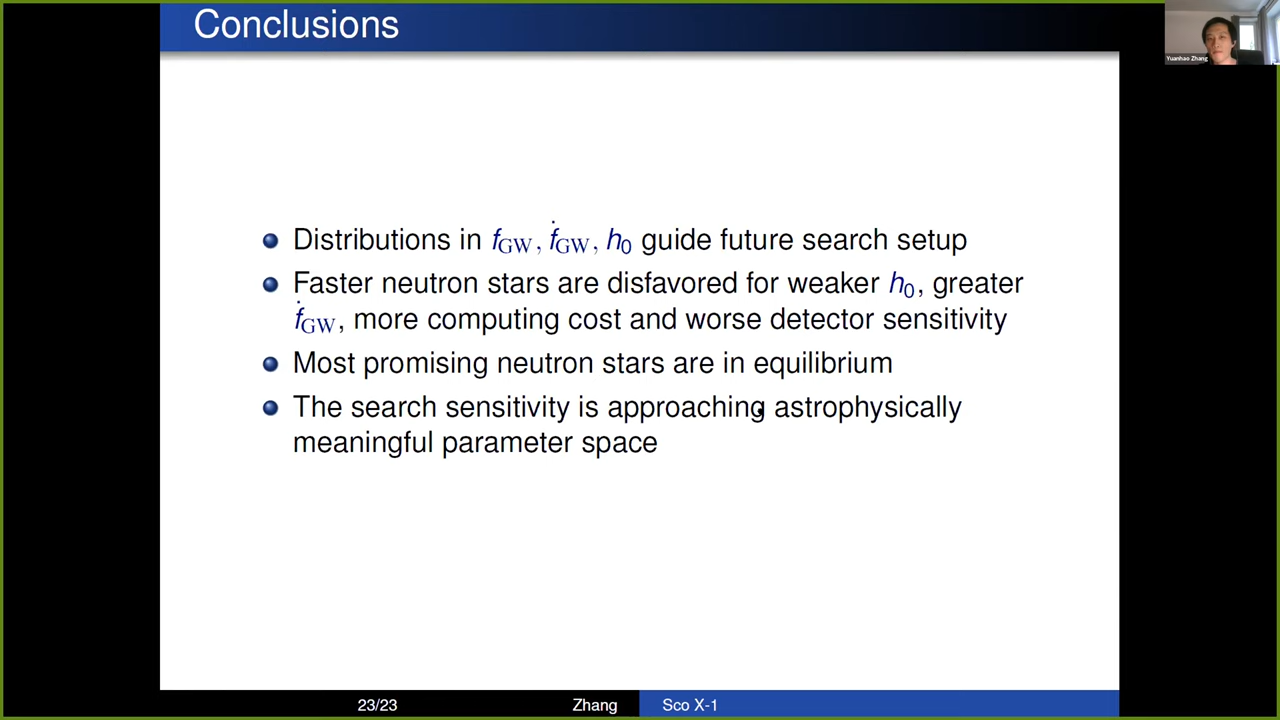 Conclusions
Yuanhao Zhang
Distributions in f_GW, ḟ_GW, h_0 guide future search setup
Faster neutron stars are disfavored for weaker h_0, greater
ḟ_GW, more computing cost and worse detector sensitivity
Most promising neutron stars are in equilibrium
The search sensitivity is approaching astrophysically
meaningful parameter space
23/23 Zhang Sco X-1